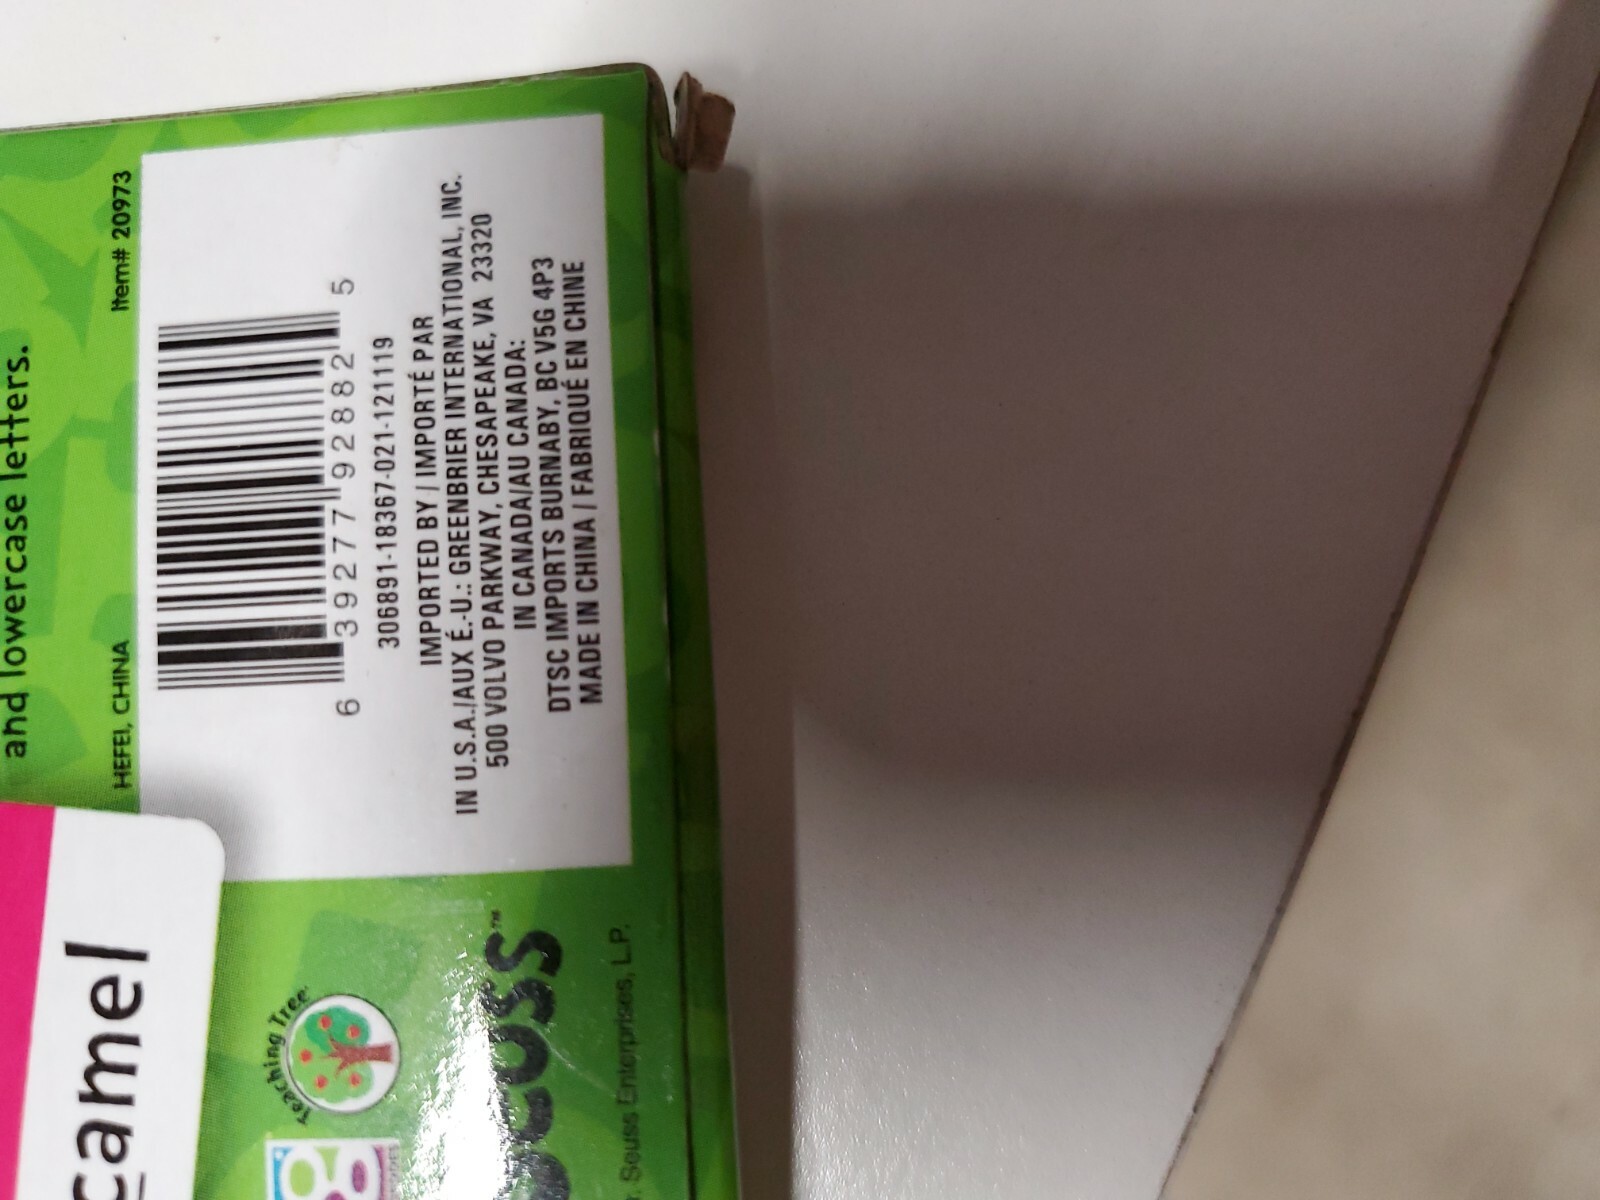 and lowercase letters.
HEFEI, CHINA
Item# 20973
6 39277 92882 5
306891-18367-021-121119
IMPORTED BY / IMPORTÉ PAR
IN U.S.A./AUX É.-U.: GREENBRIER INTERNATIONAL, INC.
500 VOLVO PARKWAY, CHESAPEAKE, VA 23320
IN CANADA/AU CANADA:
DTSC IMPORTS BURNABY, BC V5G 4P3
MADE IN CHINA / FABRIQUÉ EN CHINE
camel
Teaching Tree
Seuss Enterprises, L.P.